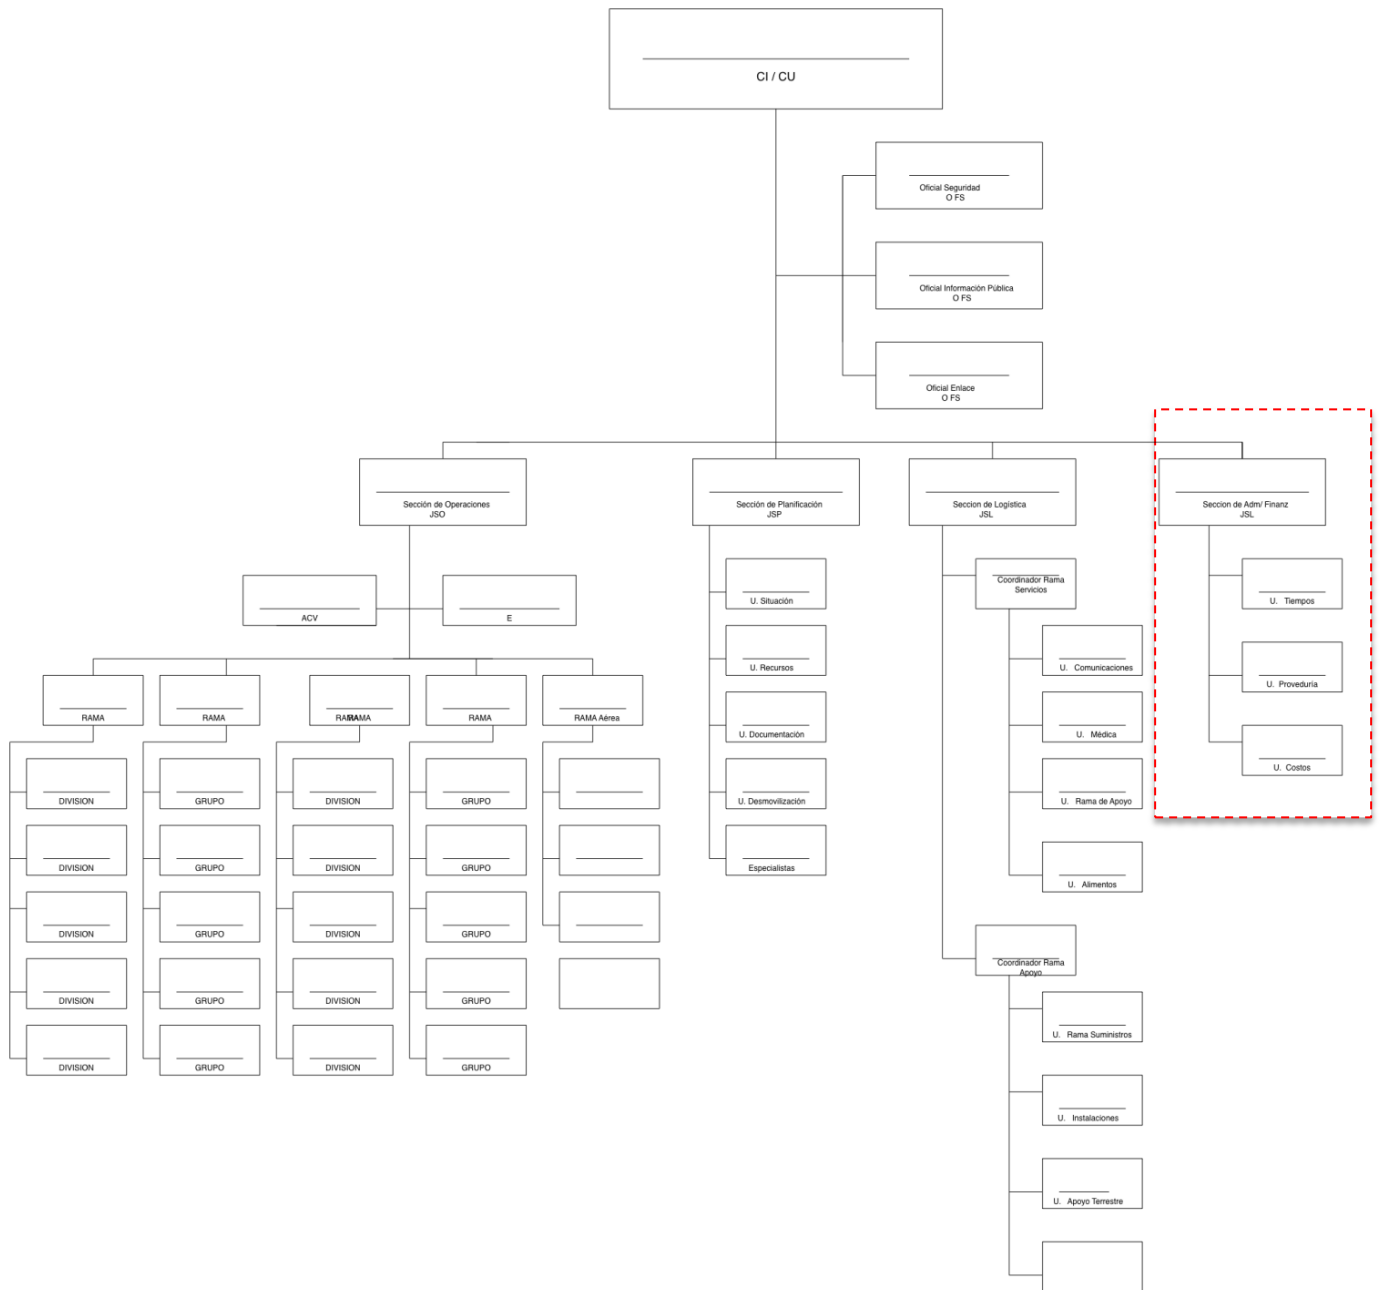 CI / CU
Oficial Seguridad
O FS
Oficial Información Pública
O FS
Oficial Enlace
O FS
Sección de Operaciones
JSO
Sección de Planificación
JSP
Seccion de Logística
JSL
Seccion de Adm/ Finanz
JSL
ACV
E
RAMA
RAMA
RAMA
RAMA
RAMA
RAMA Aérea
DIVISION
GRUPO
DIVISION
GRUPO
DIVISION
GRUPO
DIVISION
GRUPO
DIVISION
GRUPO
DIVISION
GRUPO
DIVISION
GRUPO
DIVISION
GRUPO
DIVISION
GRUPO
DIVISION
GRUPO
U. Situación
U. Recursos
U. Documentación
U. Desmovilización
Especialistas
Coordinador Rama
Servicios
U. Comunicaciones
U. Médica
U. Rama de Apoyo
U. Alimentos
Coordinador Rama
Apoyo
U. Rama Suministros
U. Instalaciones
U. Apoyo Terrestre
U. Tiempos
U. Proveduria
U. Costos